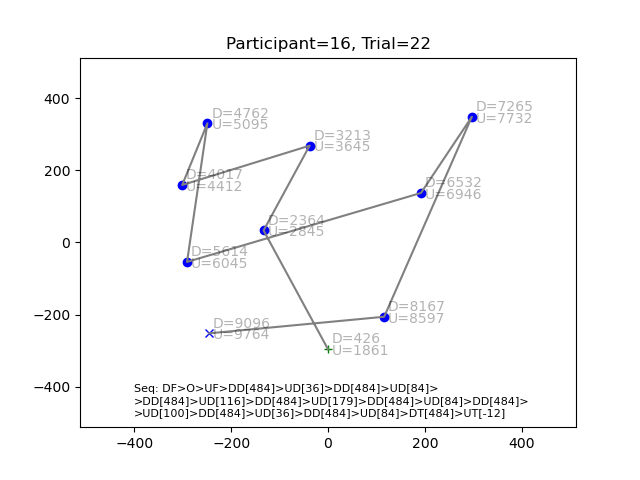 Participant=16, Trial=22
D=7265
U=7732
D=4762
U=5095
D=3213
U=3645
D=4017
U=4412
D=6532
U=6946
D=2364
U=2845
D=5614
U=6045
D=8167
U=8597
D=9096
U=9764
D=426
U=1861
Seq: DF>O>UF>DD[484]>UD[36]>DD[484]>UD[84]>
>DD[484]>UD[116]>DD[484]>UD[179]>DD[484]>UD[84]>DD[484]>
>UD[100]>DD[484]>UD[36]>DD[484]>UD[84]>DT[484]>UT[-12]
400
200
0
−200
−400
−400 −200 0 200 400